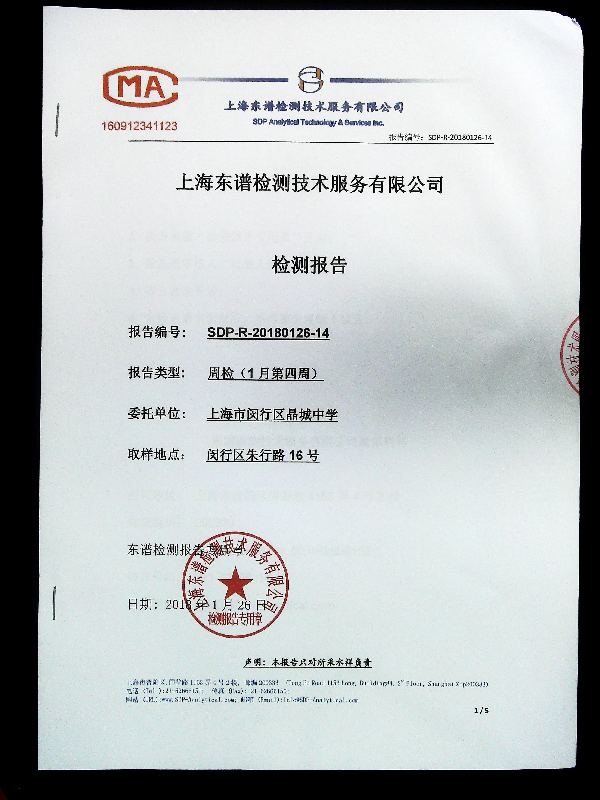 CMA
160912341123
上海东谱检测技术服务有限公司
SDP Analytical Technology & Services Inc.
报告编号: SDP-R-20180126-14
上海东谱检测技术服务有限公司
检测报告
报告编号: SDP-R-20180126-14
报告类型: 周检（1月第四周）
委托单位: 上海市闵行区晶城中学
取样地点: 闵行区朱行路 16 号
东谱检测报告专用章
日期: 2018年1月26日
上海东谱检测技术服务有限公司
检测报告专用章
声明: 本报告只对所采水样负责
1 / 5